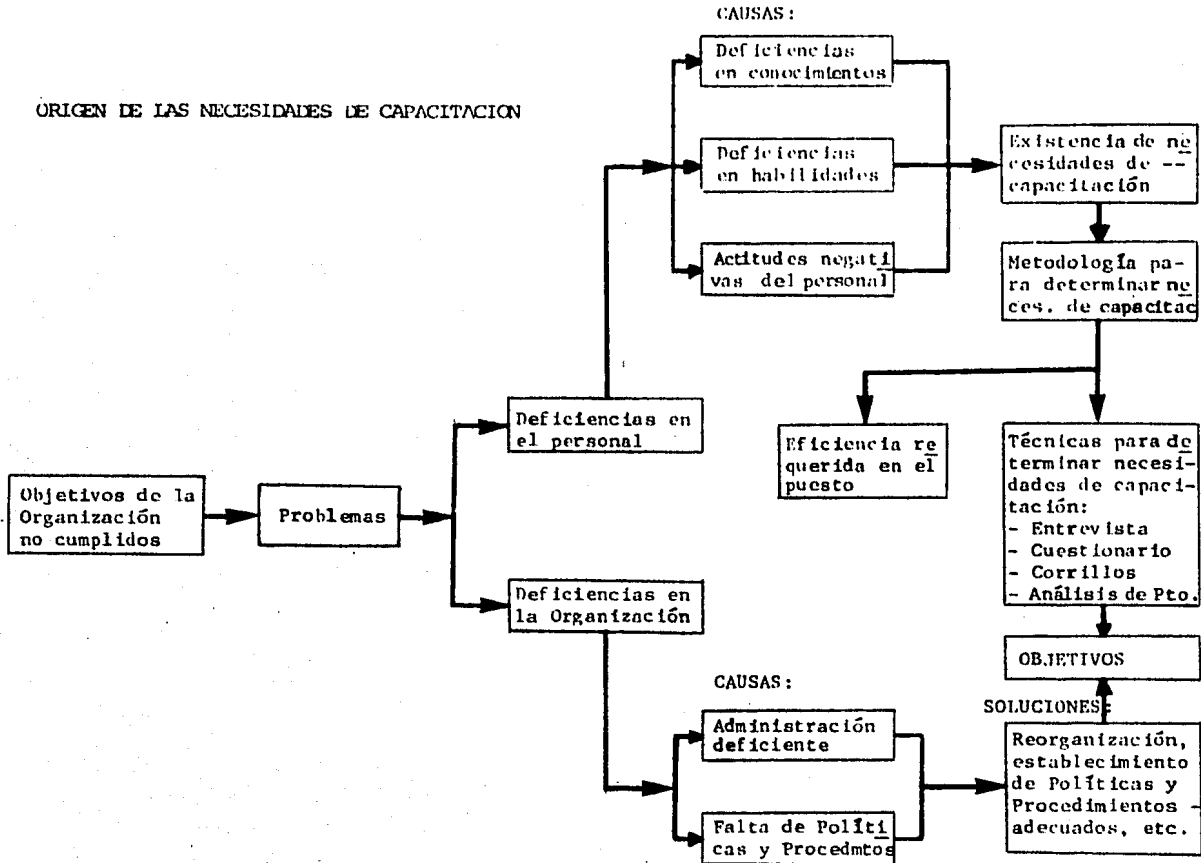 ORIGEN DE LAS NECESIDADES DE CAPACITACION
CAUSAS:
Deficiencias
en conocimientos
Deficiencias
en habilidades
Actitudes negati
vas del personal
Existencia de ne
cesidades de --
capacitación
Metodología pa-
ra determinar ne
ces. de capacitac
Deficiencias en
el personal
Eficiencia re
querida en el
puesto
Técnicas para de
terminar necesi-
dades de capaci-
tación:
- Entrevista
- Cuestionario
- Corrillos
- Análisis de Pto.
Objetivos de la
Organización
no cumplidos
Problemas
Deficiencias en
la Organización
OBJETIVOS
CAUSAS:
Administración
deficiente
Falta de Políti
cas y Procedmtos
SOLUCIONES:
Reorganización,
establecimiento
de Políticas y
Procedimientos -
adecuados, etc.